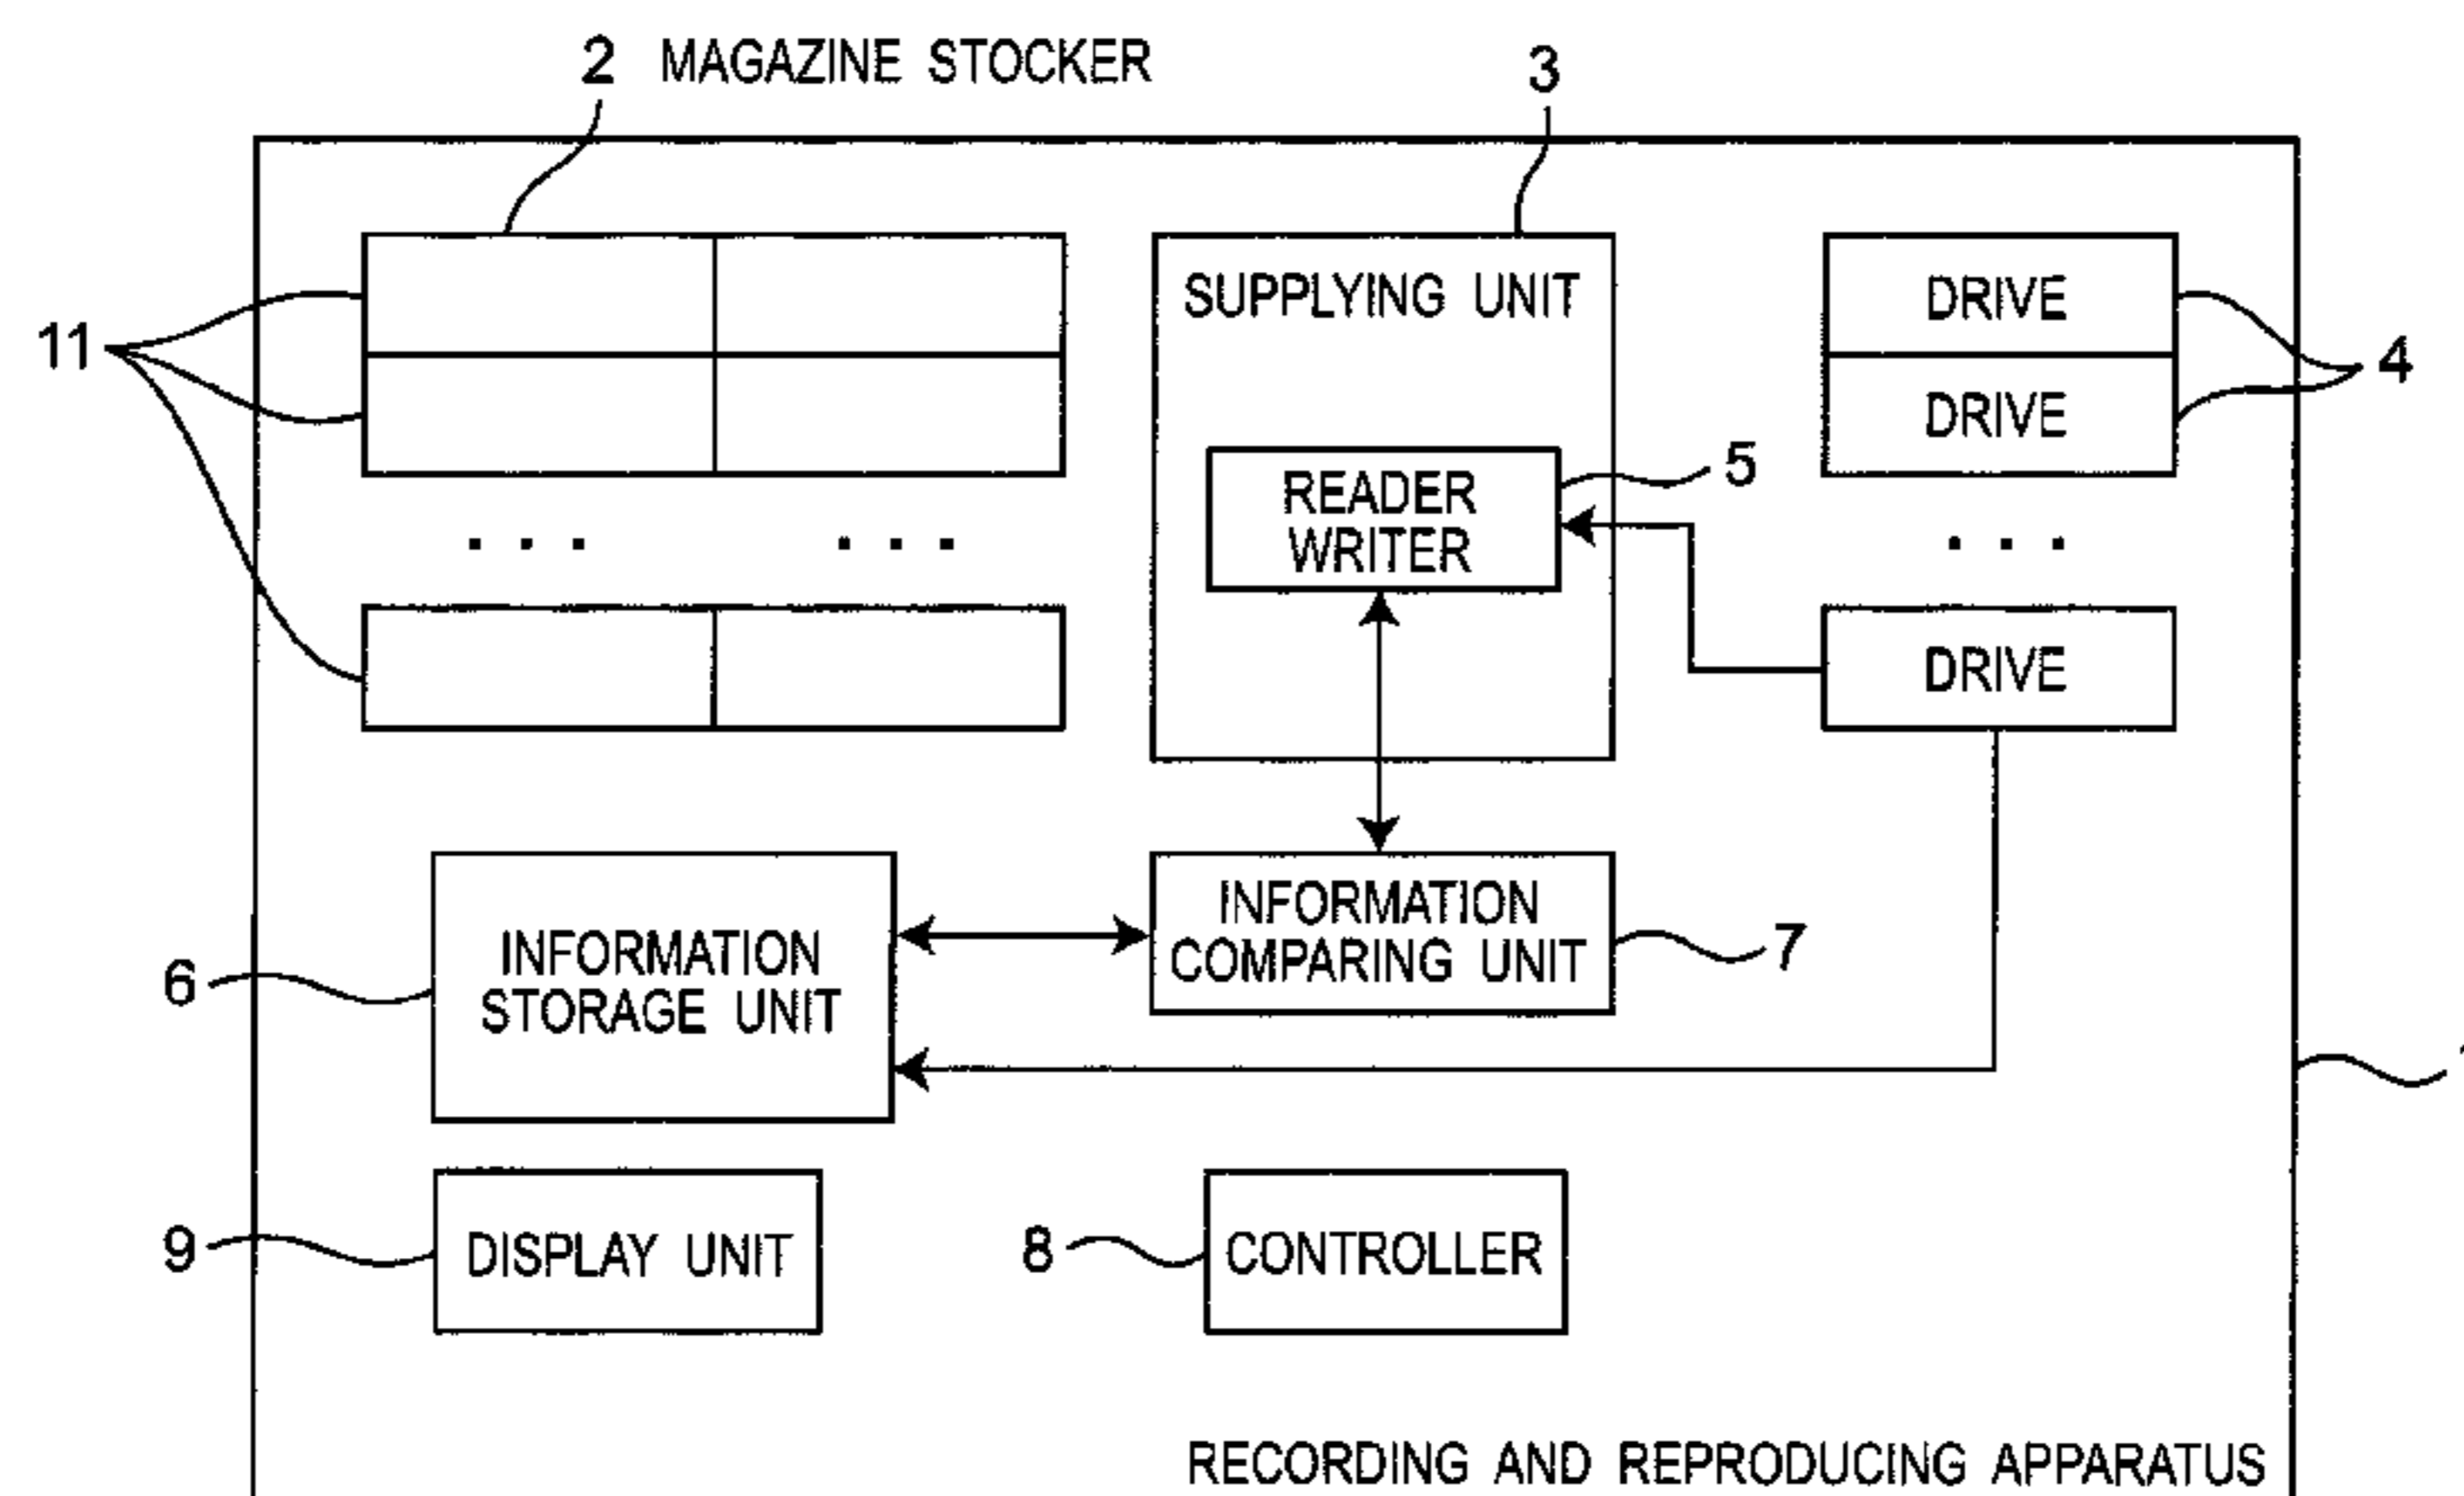 2 MAGAZINE STOCKER
3
SUPPLYING UNIT
DRIVE
11
4
DRIVE
READER
5
WRITER
DRIVE
INFORMATION
7
COMPARING UNIT
INFORMATION
6
STORAGE UNIT
9
DISPLAY UNIT
8
CONTROLLER
RECORDING AND REPRODUCING APPARATUS